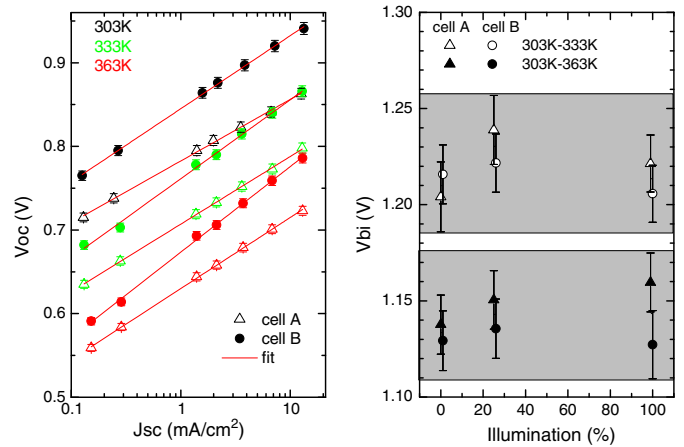 303K
333K
363K
cell A
cell B
fit
1.0
0.9
0.8
0.7
0.6
0.5
0.1
1
10
Voc (V)
Jsc (mA/cm²)
cell A cell B
303K-333K
303K-363K
1.30
1.25
1.20
1.15
1.10
0 20 40 60 80 100
Vbi (V)
Illumination (%)